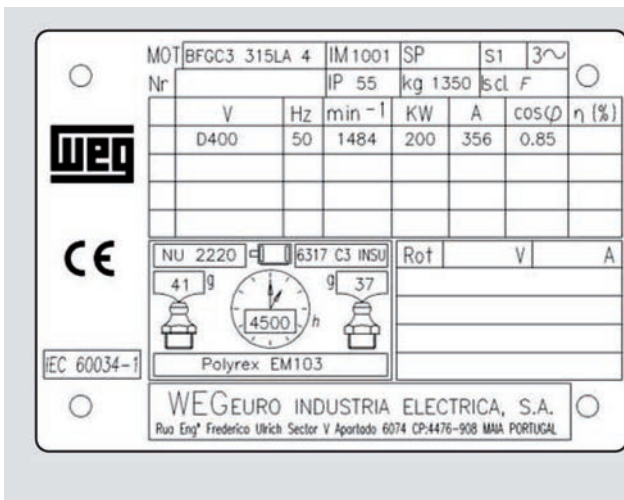 MOT BFGC3 315LA 4 IM1001 SP S1 3~
Nr IP 55 kg 1350 Iscl F
V Hz min-1 KW A cosφ η (%)
D400 50 1484 200 356 0.85
weg
CE
NU 2220 6317 C3 INSU Rot V A
41 g g 37
4500 h
IEC 60034-1 Polyrex EM103
WEGEURO INDUSTRIA ELECTRICA, S.A.
Rua Engº Frederico Ulrich Sector V Apartado 6074 CP:4476-908 MAIA PORTUGAL